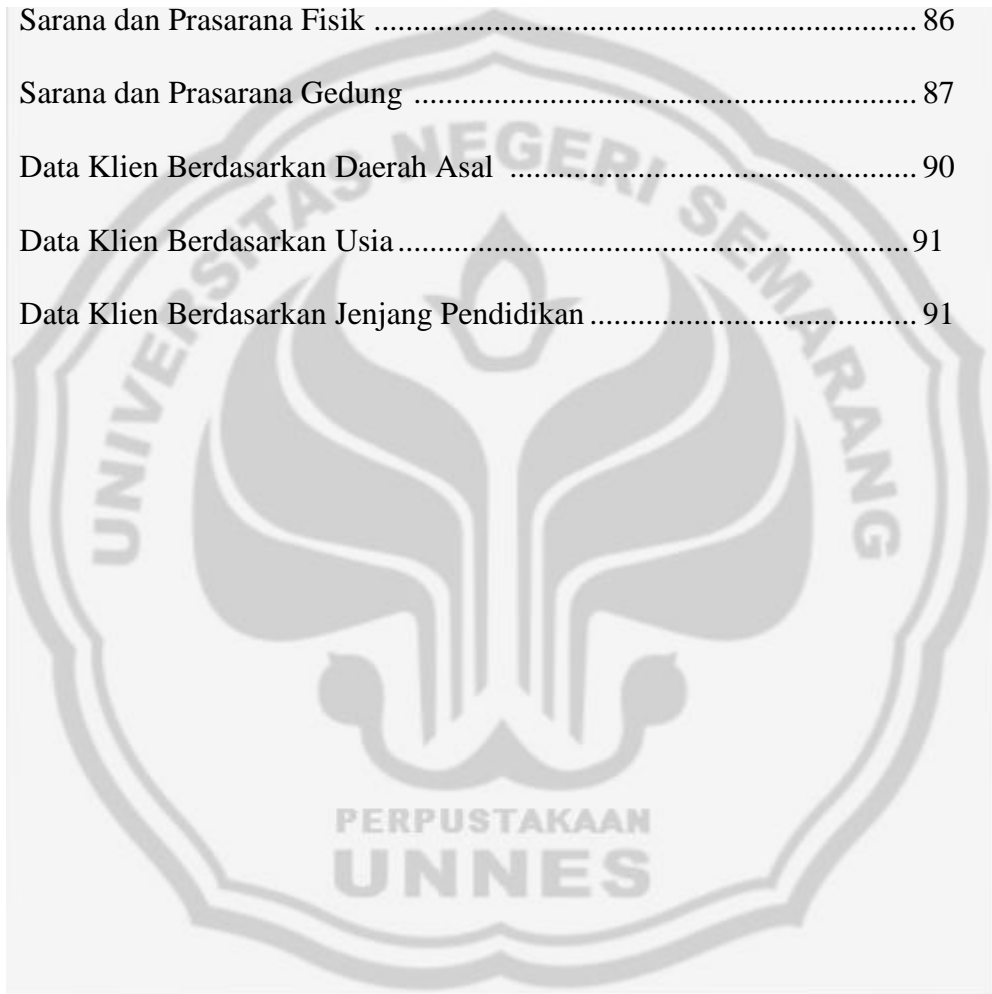 Sarana dan Prasarana Fisik .................................................................... 86
Sarana dan Prasarana Gedung ............................................................... 87
Data Klien Berdasarkan Daerah Asal ................................................... 90
Data Klien Berdasarkan Usia ................................................................ 91
Data Klien Berdasarkan Jenjang Pendidikan ......................................... 91
UNIVERSITAS NEGERI SEMARANG
PERPUSTAKAAN
UNNES